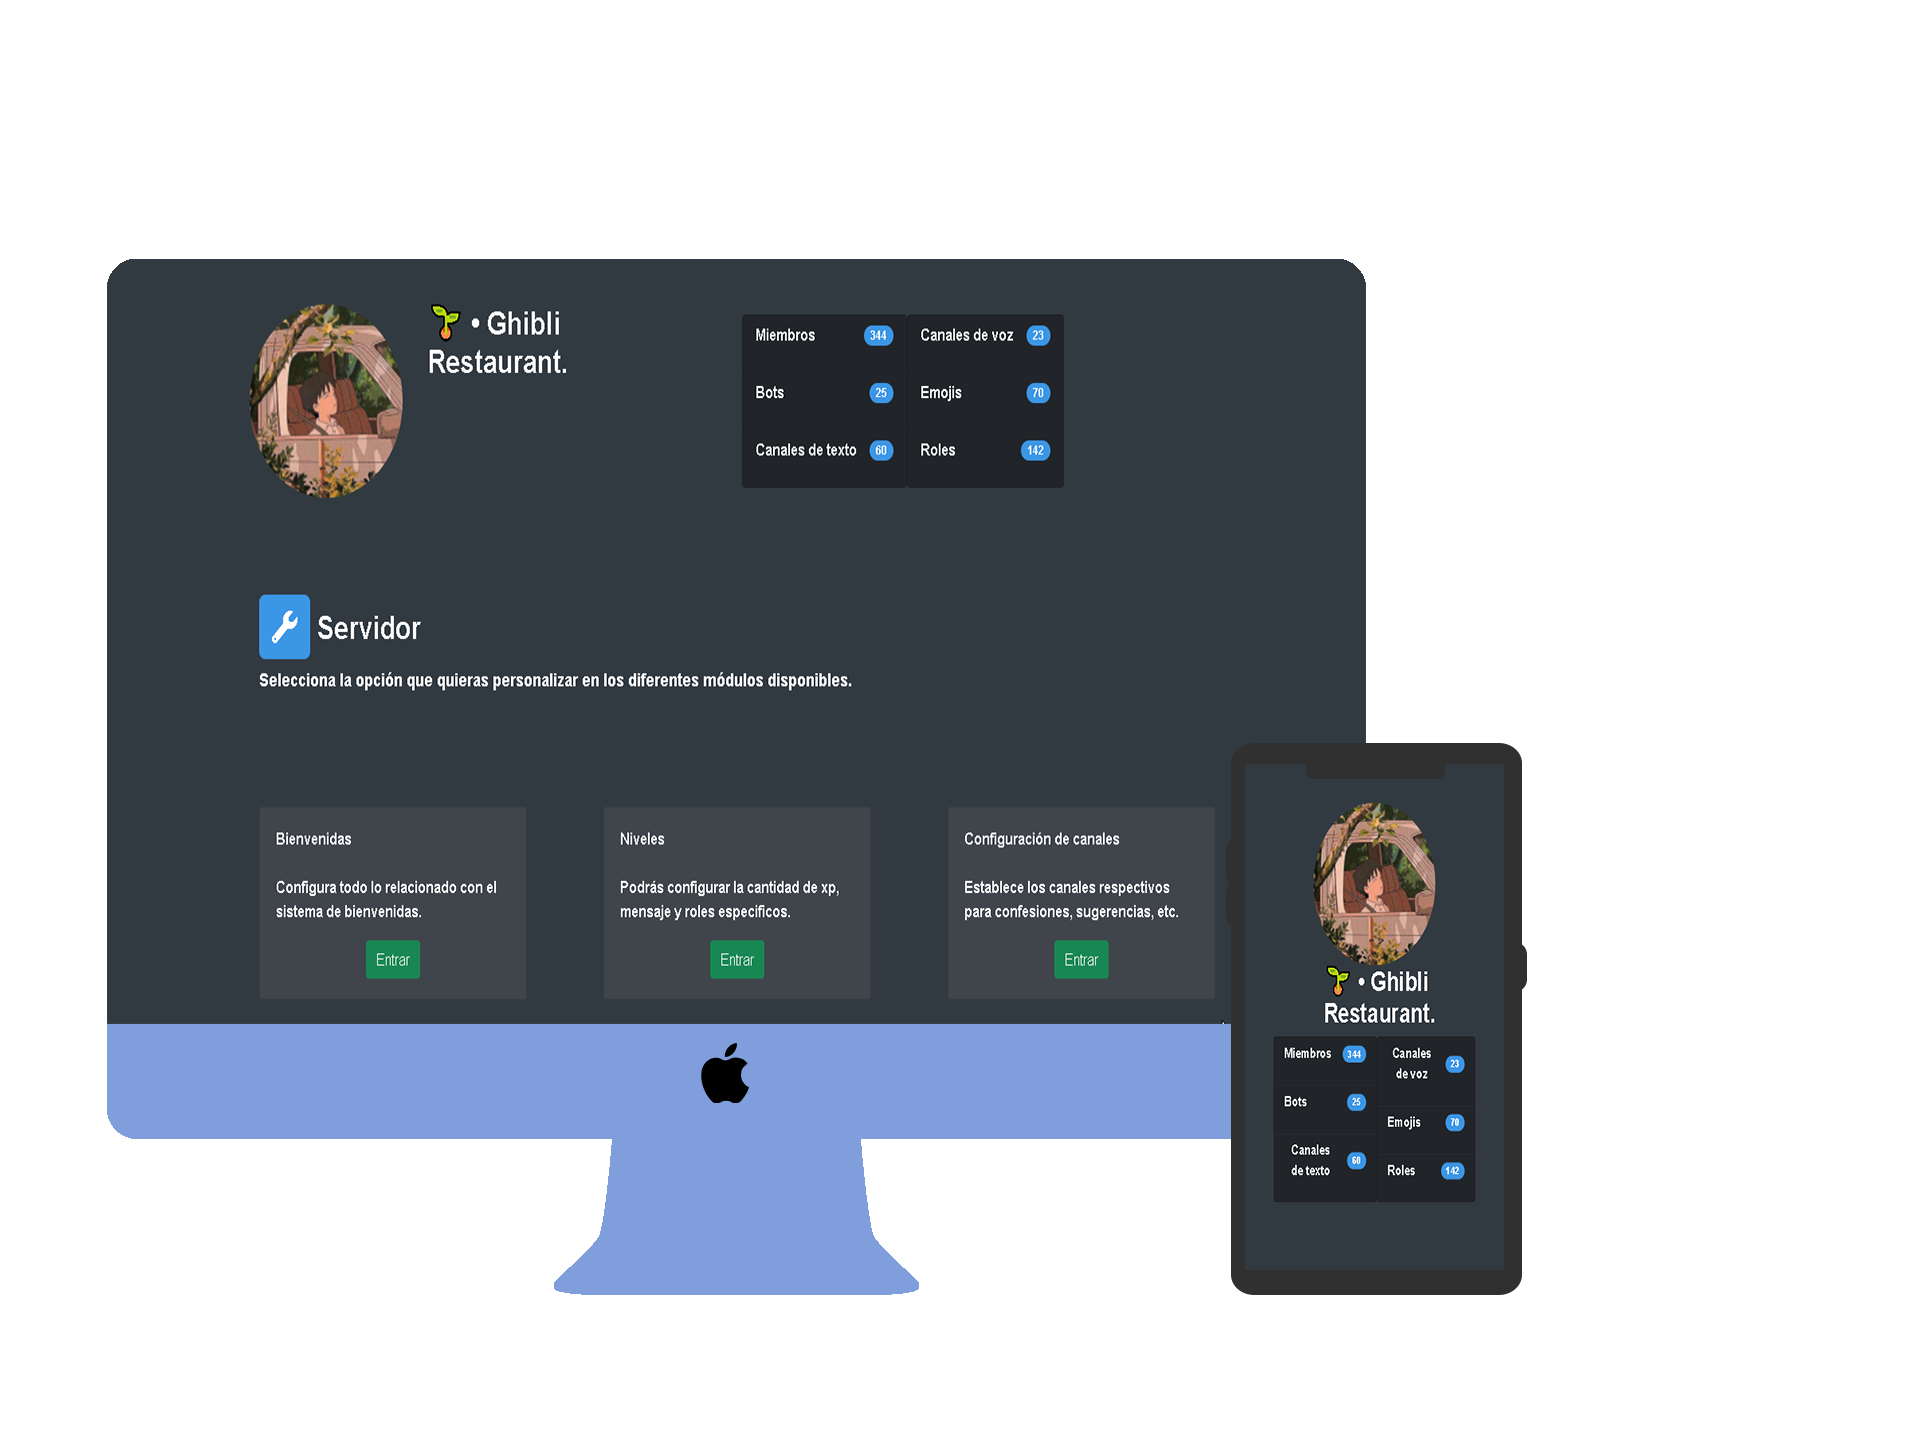 🌱 • Ghibli
Restaurant.
Miembros 344
Canales de voz 23
Bots 25
Emojis 70
Canales de texto 60
Roles 142
Servidor
Selecciona la opción que quieras personalizar en los diferentes módulos disponibles.
Bienvenidas
Configura todo lo relacionado con el
sistema de bienvenidas.
Entrar
Niveles
Podrás configurar la cantidad de xp,
mensaje y roles especificos.
Entrar
Configuración de canales
Establece los canales respectivos
para confesiones, sugerencias, etc.
Entrar
🌱 • Ghibli
Restaurant.
Miembros 344
Bots 25
Canales
de texto 60
Canales
de voz 23
Emojis 70
Roles 142